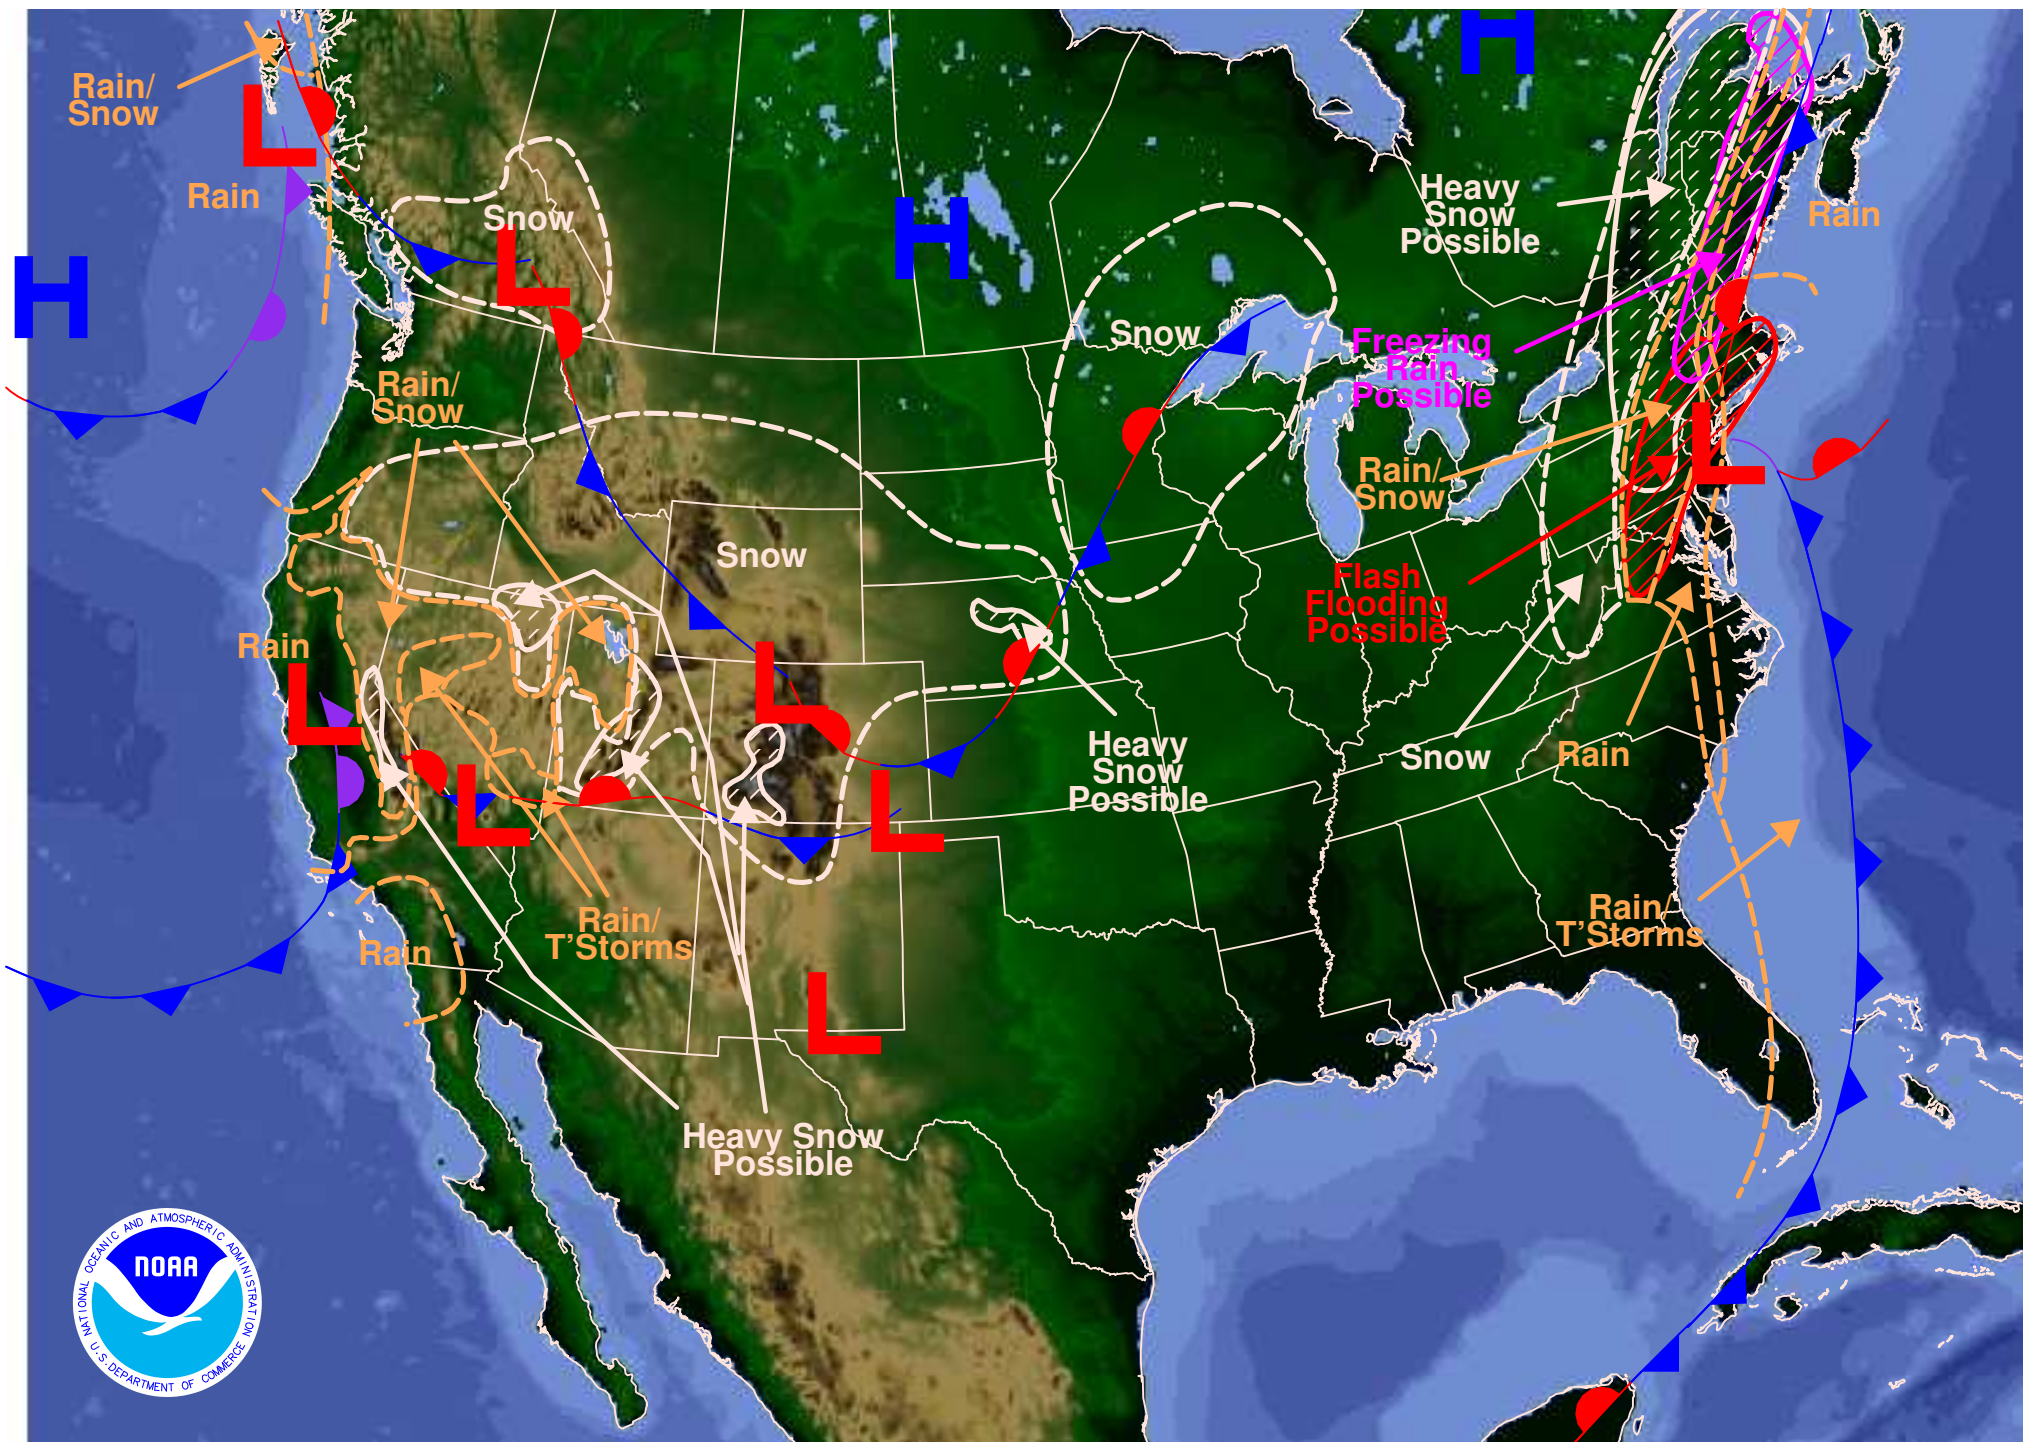 H
Rain/
Snow
L
Rain
H
Snow
L
H
Heavy
Snow
Possible
Rain
Snow
Freezing
Rain
Possible
Rain/
Snow
Rain/
Snow
L
Snow
Flash
Flooding
Possible
Rain
L
L
L
L
Heavy
Snow
Possible
Snow
Rain
Rain
Rain/
T'Storms
Rain/
T'Storms
L
Heavy Snow
Possible
NATIONAL OCEANIC AND ATMOSPHERIC ADMINISTRATION
NOAA
U.S. DEPARTMENT OF COMMERCE